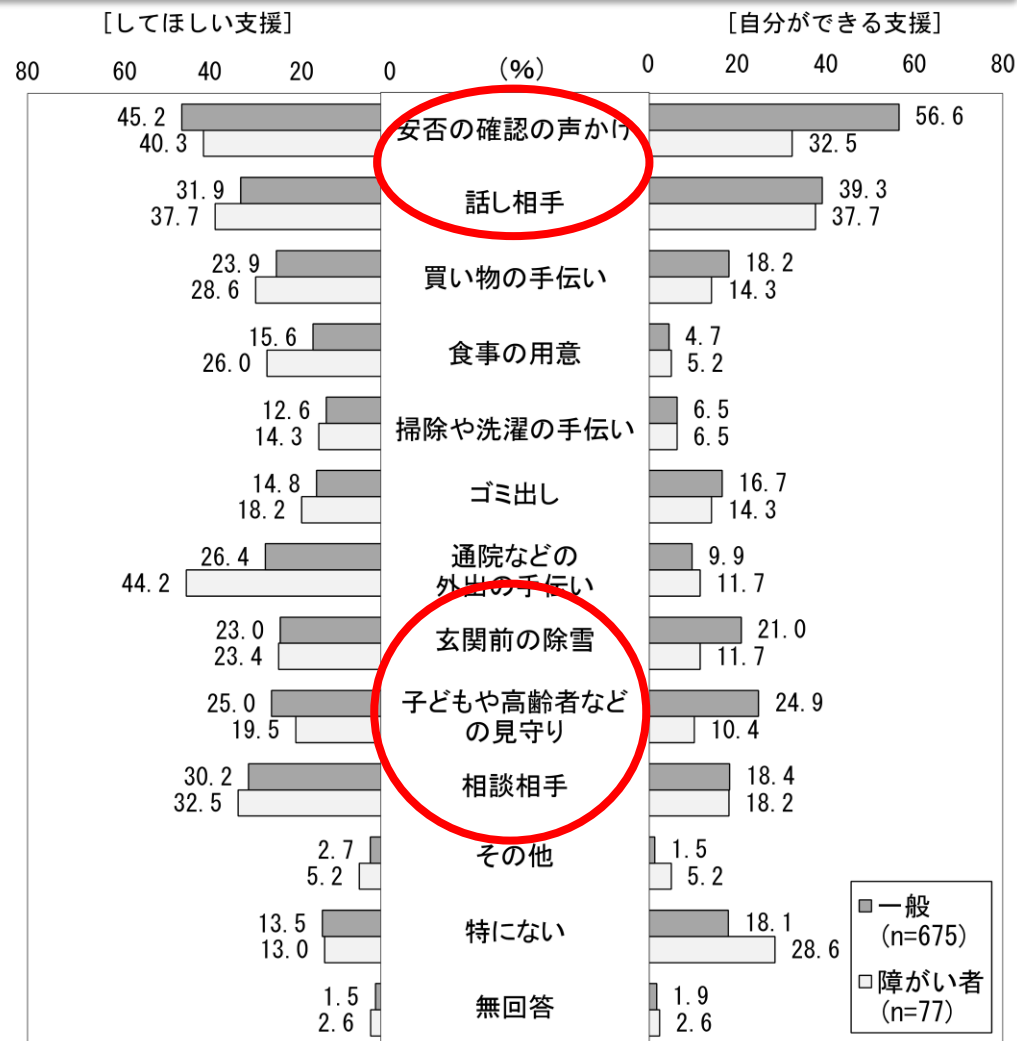 [してほしい支援] [自分ができる支援]
80 60 40 20 0 (%) 0 20 40 60 80
45.2 安否の確認の声かけ 56.6
40.3 32.5
31.9 話し相手 39.3
37.7 37.7
23.9 買い物の手伝い 18.2
28.6 14.3
15.6 食事の用意 4.7
26.0 5.2
12.6 掃除や洗濯の手伝い 6.5
14.3 6.5
14.8 ゴミ出し 16.7
18.2 14.3
26.4 通院などの 9.9
44.2 外出の手伝い 11.7
23.0 玄関前の除雪 21.0
23.4 11.7
25.0 子どもや高齢者など 24.9
19.5 の見守り 10.4
30.2 相談相手 18.4
32.5 18.2
2.7 その他 1.5
5.2 5.2
13.5 特にない 18.1
13.0 28.6
1.5 無回答 1.9
2.6 2.6
一般
(n=675)
障がい者
(n=77)